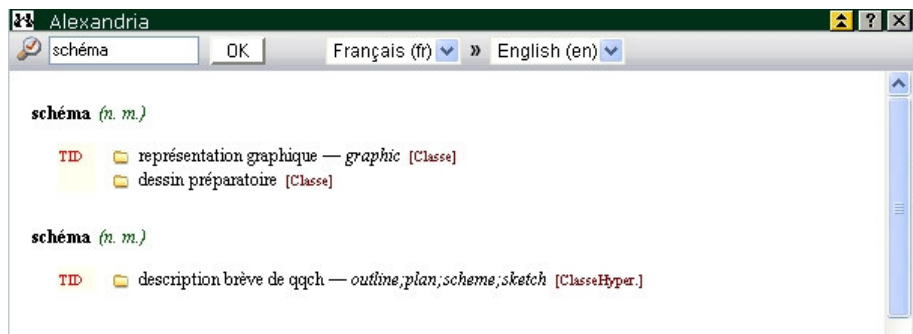 Alexandria ?
schéma OK Français (fr) » English (en)
schéma (n. m.)
TID représentation graphique — graphic [Classe]
dessin préparatoire [Classe]
schéma (n. m.)
TID description brève de qqch — outline;plan;scheme;sketch [ClasseHyper.]